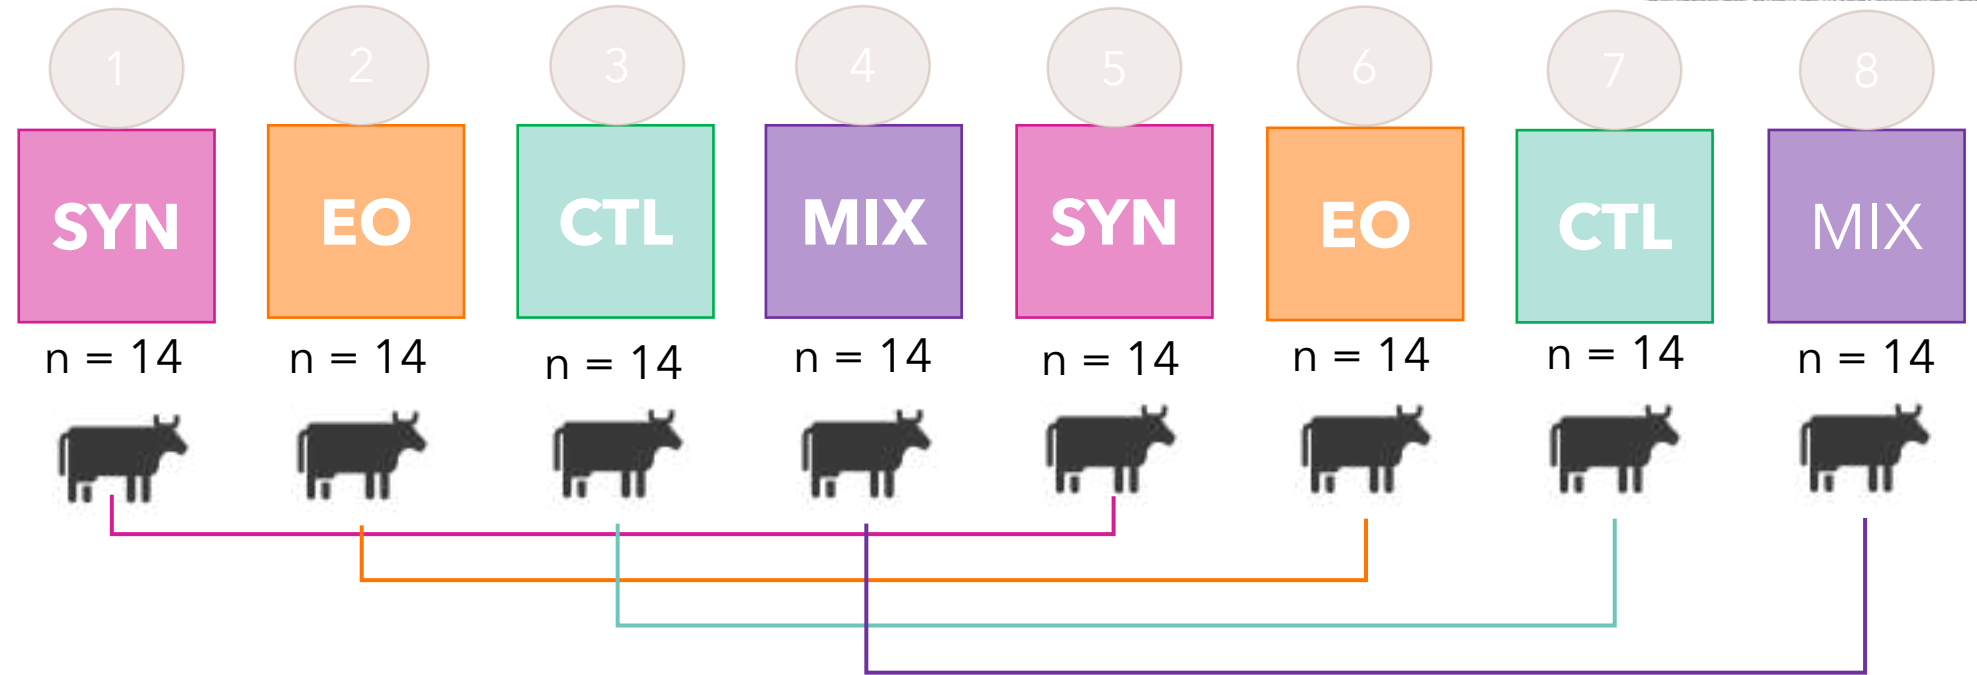 1 2 3 4 5 6 7 8
SYN EO CTL MIX SYN EO CTL MIX
n = 14 n = 14 n = 14 n = 14 n = 14 n = 14 n = 14 n = 14